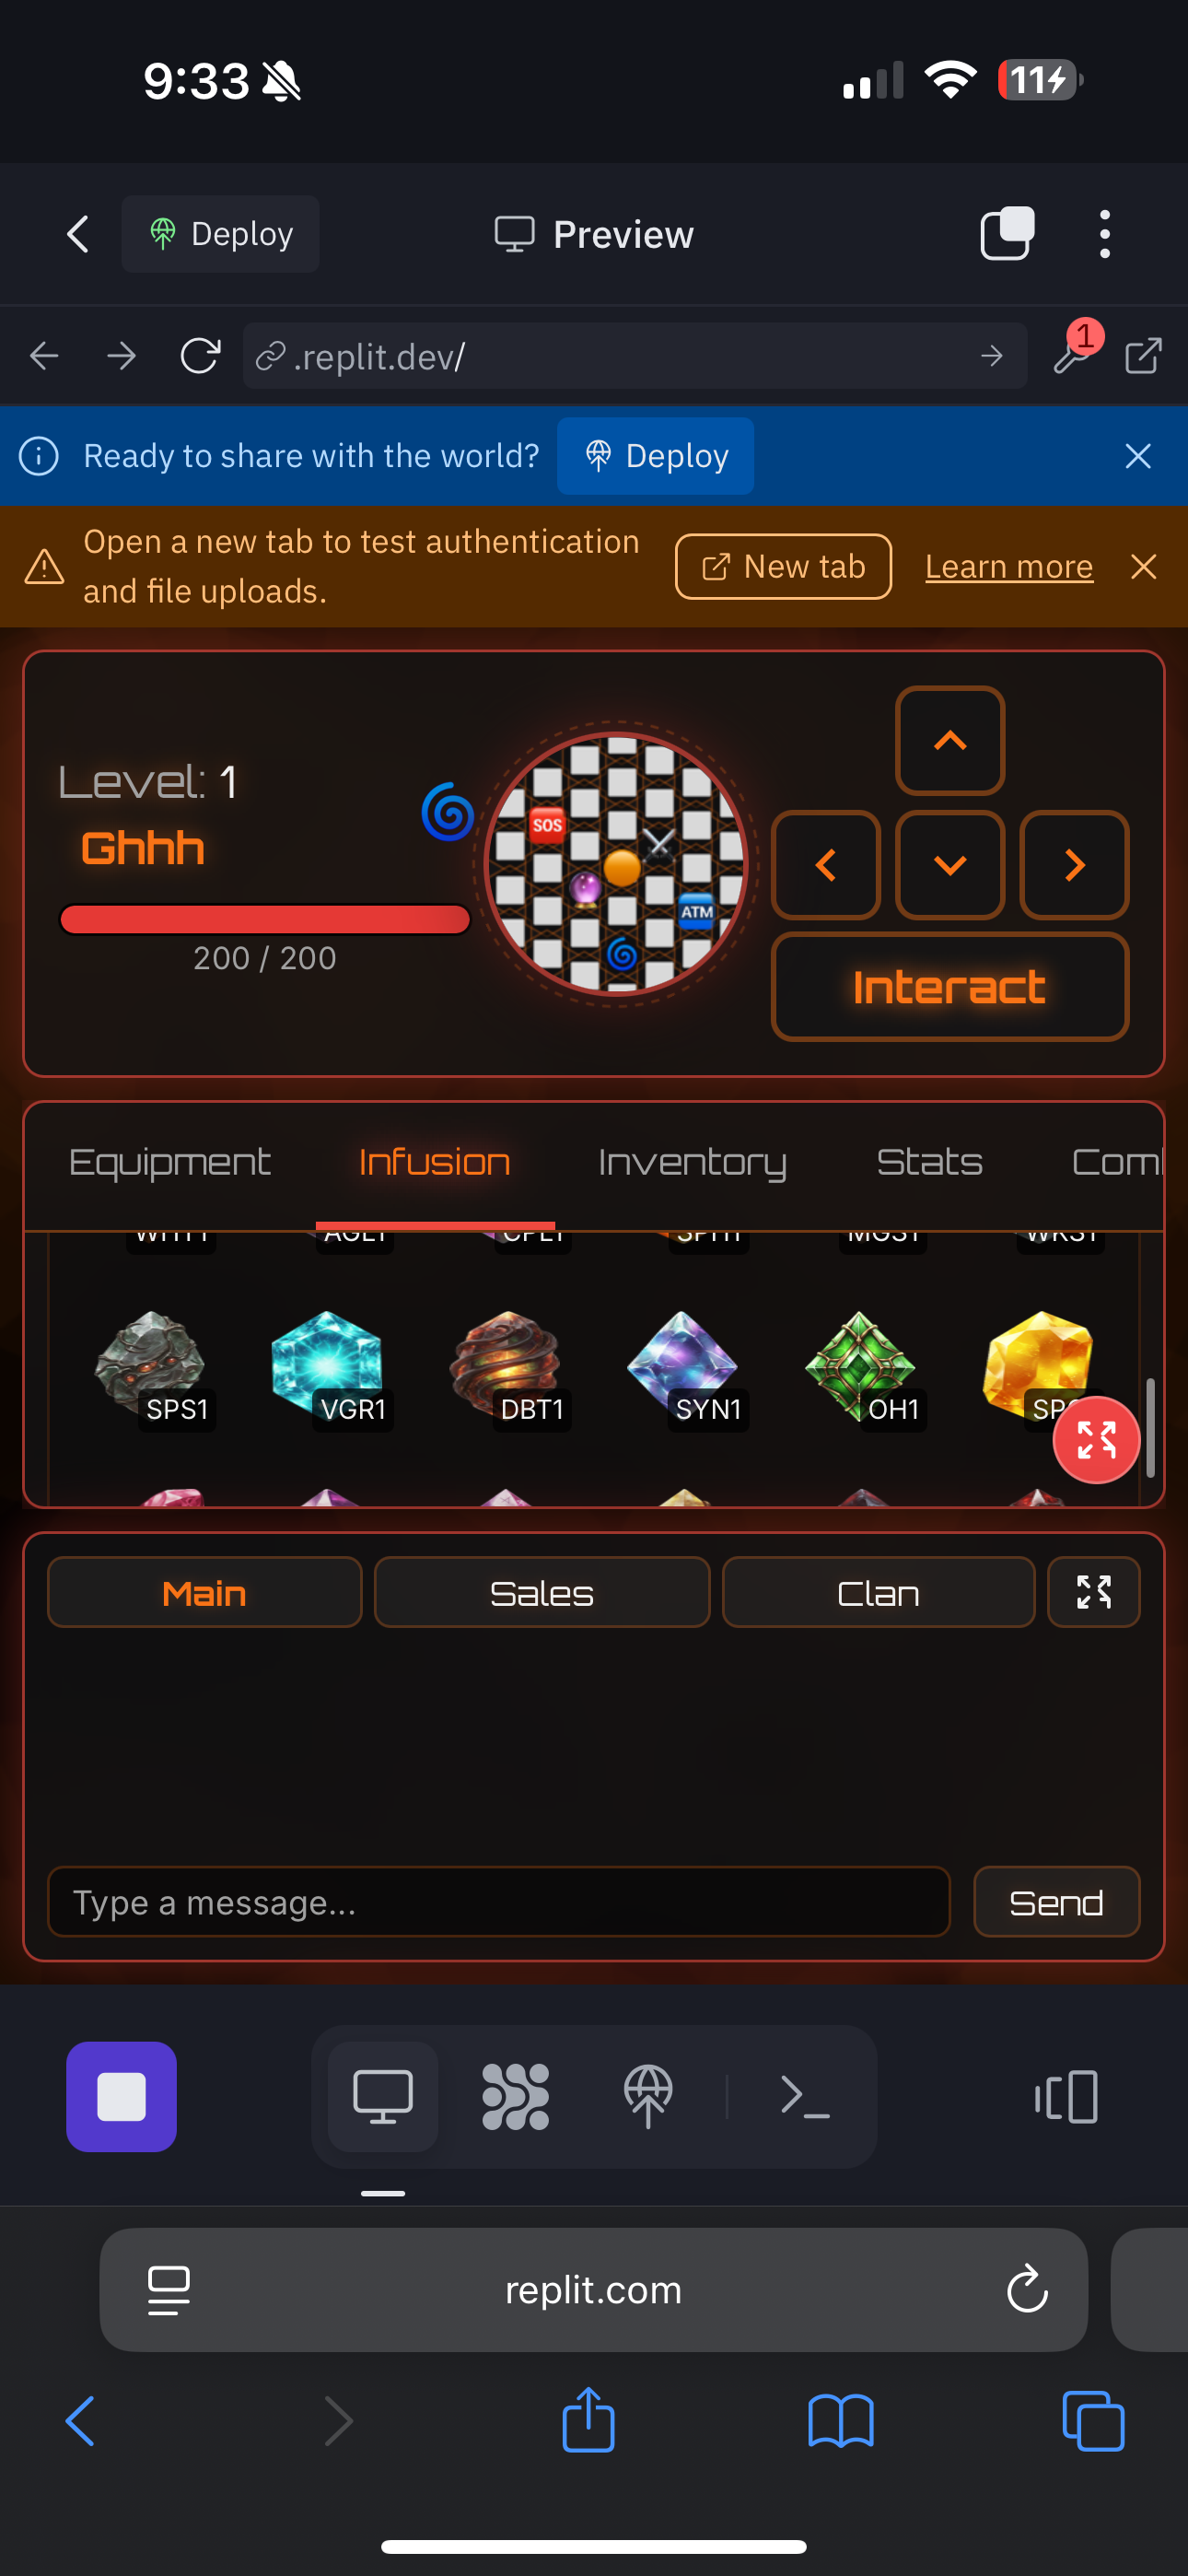 9:33
11
Deploy
Preview
.replit.dev/
1
Ready to share with the world?
Deploy
Open a new tab to test authentication
and file uploads.
New tab
Learn more
Level: 1
Ghhh
200 / 200
SOS
ATM
Interact
Equipment
Infusion
Inventory
Stats
SPS1
VGR1
DBT1
SYN1
OH1
Main
Sales
Clan
Type a message...
Send
replit.com